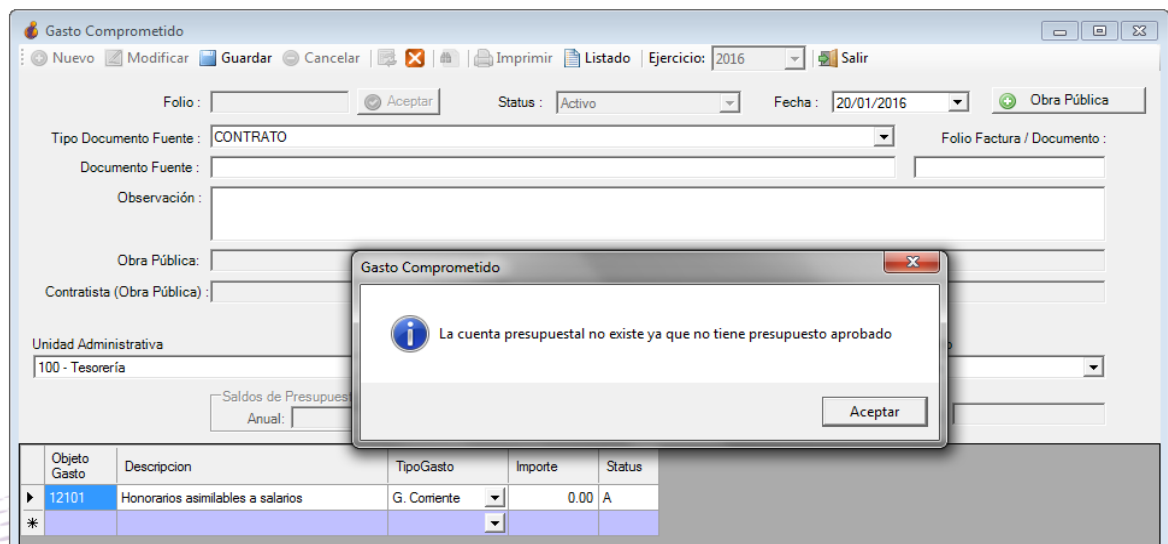 Gasto Comprometido
Nuevo Modificar Guardar Cancelar Imprimir Listado Ejercicio: 2016 Salir
Folio : Aceptar Status : Activo Fecha : 20/01/2016 Obra Pública
Tipo Documento Fuente : CONTRATO Folio Factura / Documento :
Documento Fuente :
Observación :
Obra Pública:
Contratista (Obra Pública) :
Gasto Comprometido
La cuenta presupuestal no existe ya que no tiene presupuesto aprobado
Aceptar
Unidad Administrativa
100 - Tesorería
Saldos de
Anual:
Objeto Gasto Descripcion TipoGasto Importe Status
12101 Honorarios asimilables a salarios G. Corriente 0.00 A